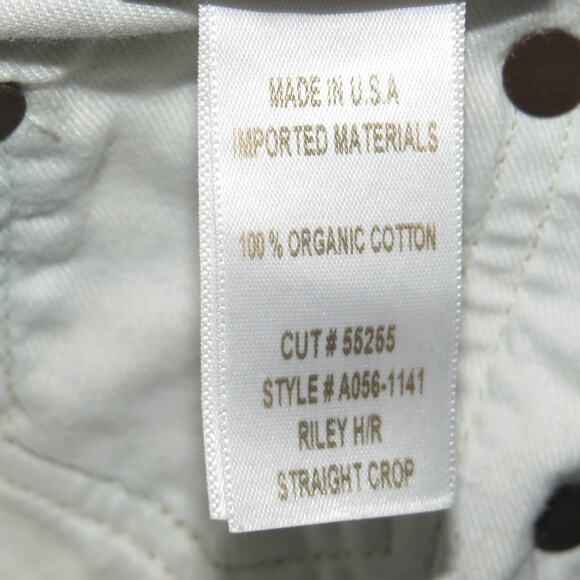 MADE IN U.S.A
IMPORTED MATERIALS
100 % ORGANIC COTTON
CUT # 55265
STYLE # A056-1141
RILEY H/R
STRAIGHT CROP